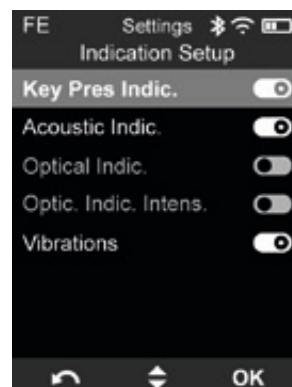 FE Settings
Indication Setup
Key Pres Indic.
Acoustic Indic.
Optical Indic.
Optic. Indic. Intens.
Vibrations
OK